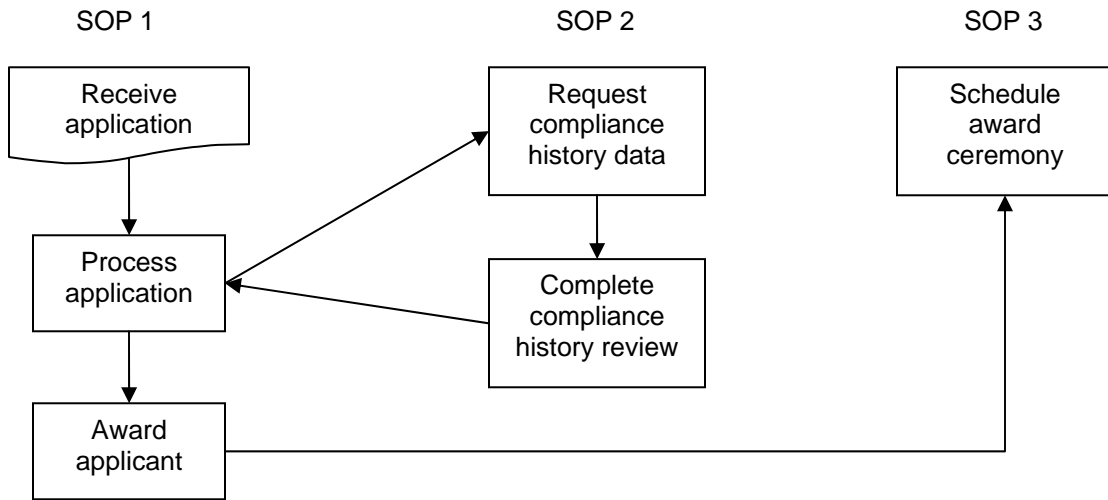 SOP 1
SOP 2
SOP 3
Receive
application
Request
compliance
history data
Schedule
award
ceremony
Process
application
Complete
compliance
history review
Award
applicant